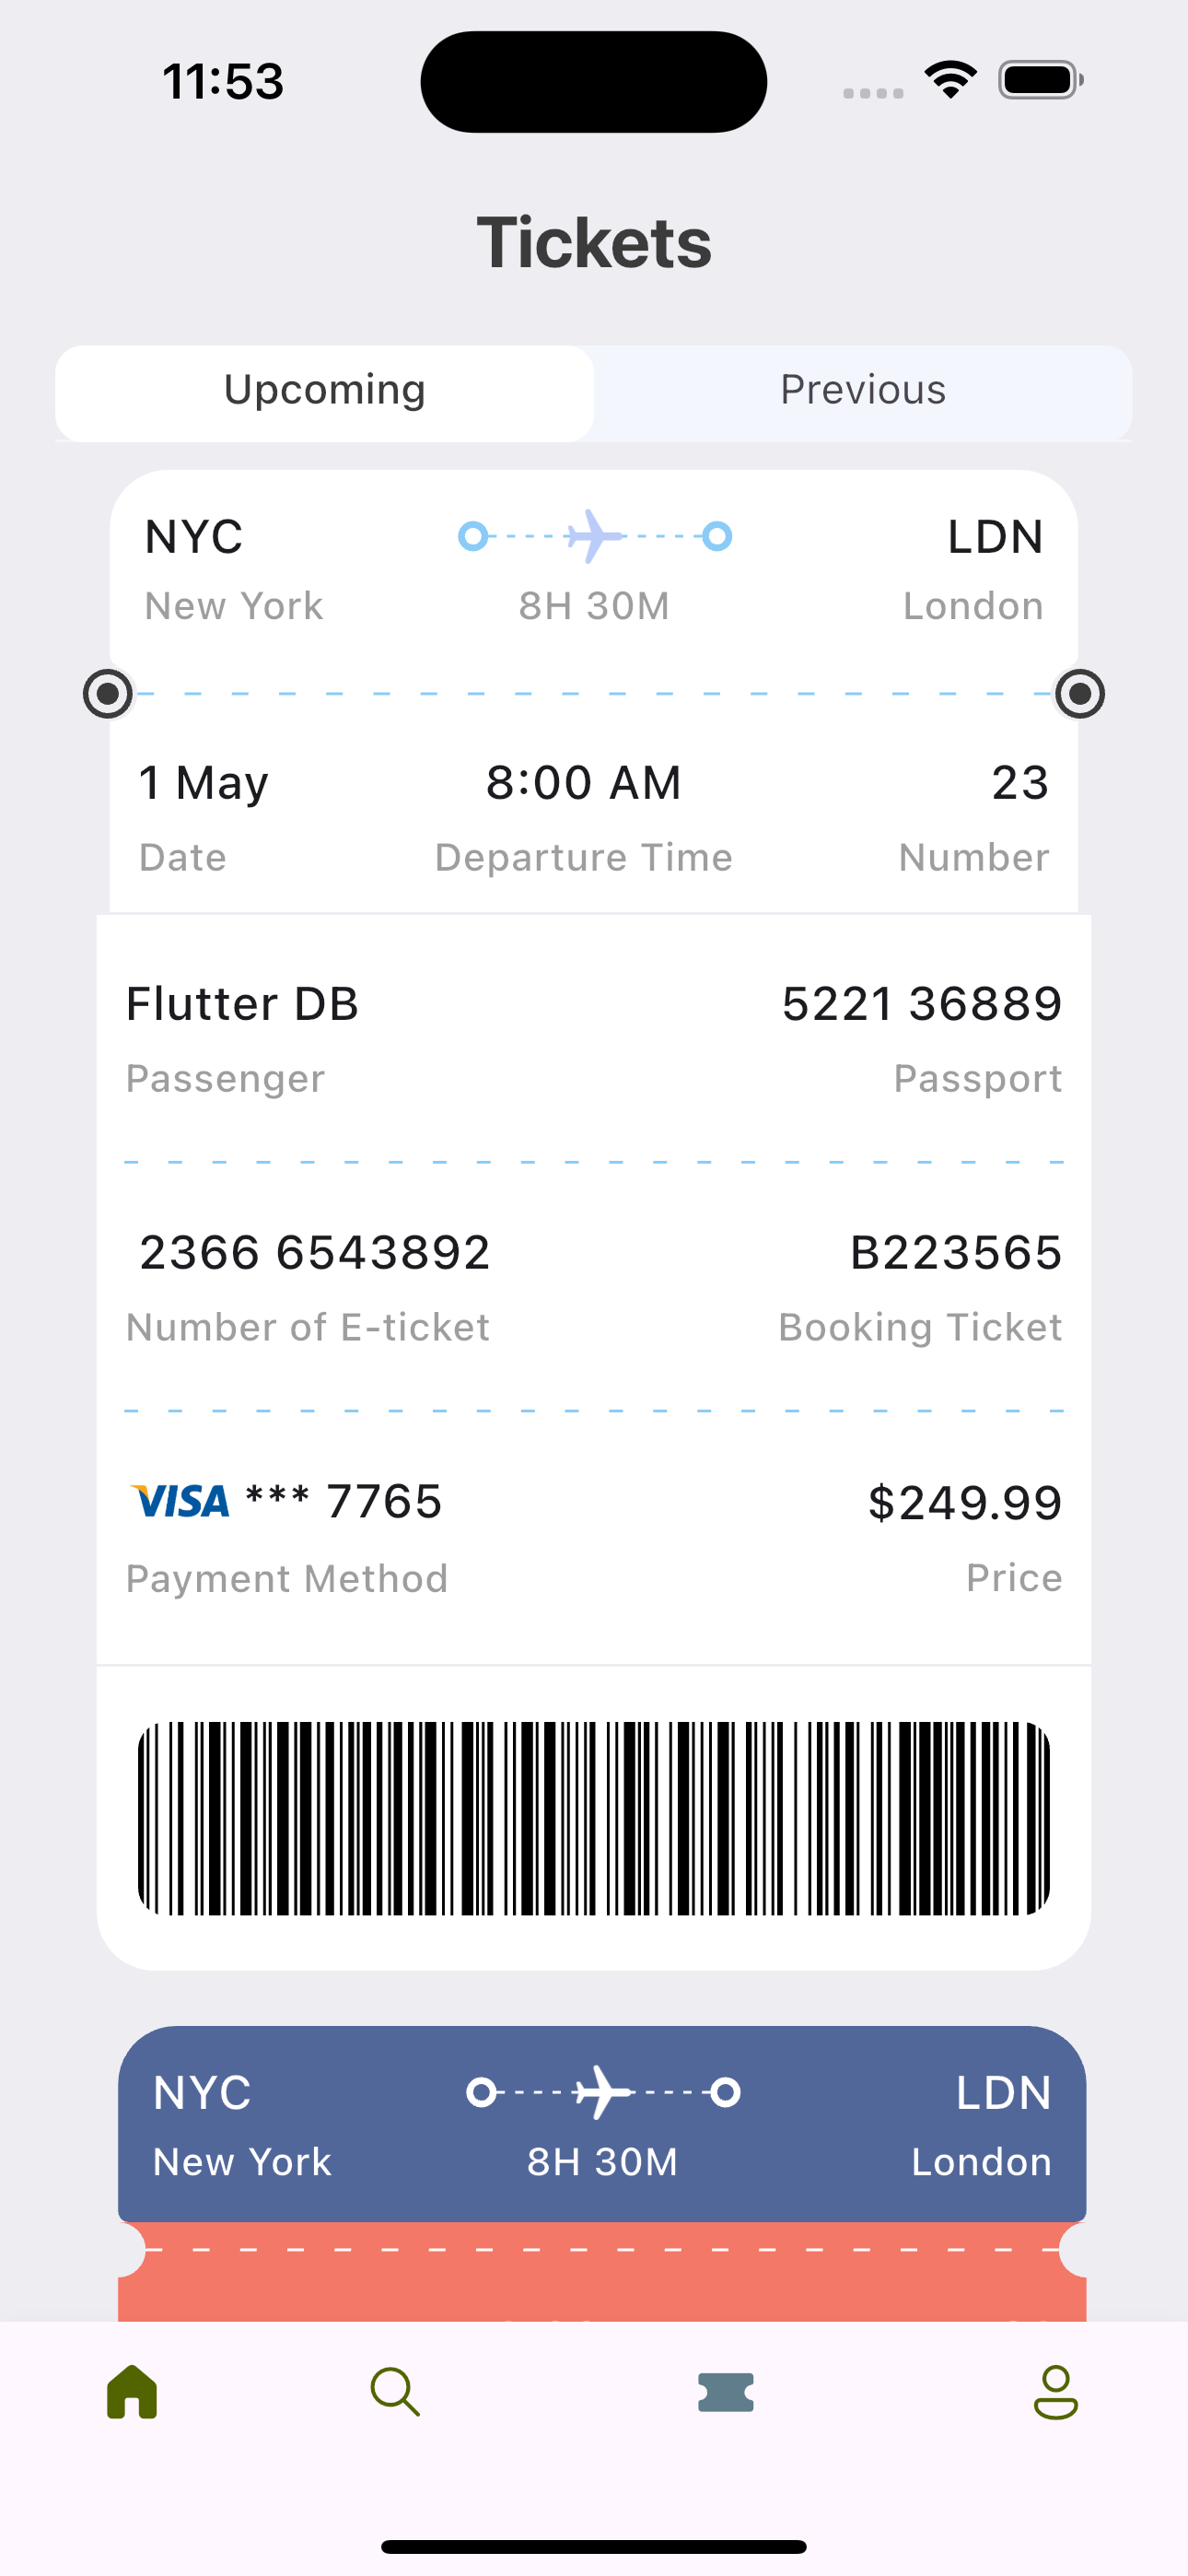 11:53
Tickets
Upcoming Previous
NYC LDN
New York 8H 30M London
1 May 8:00 AM 23
Date Departure Time Number
Flutter DB 5221 36889
Passenger Passport
2366 6543892 B223565
Number of E-ticket Booking Ticket
VISA *** 7765 $249.99
Payment Method Price
NYC LDN
New York 8H 30M London